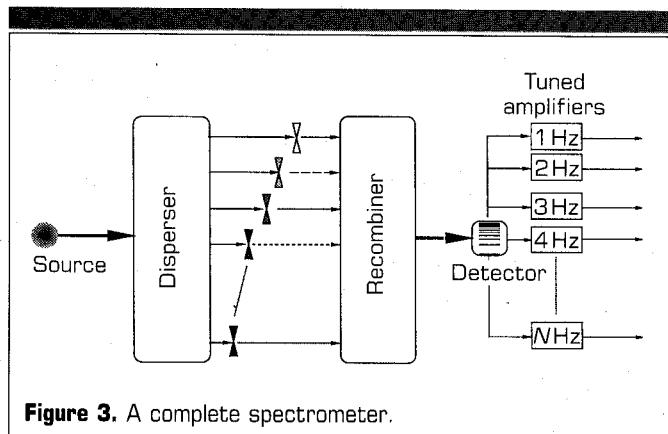 Tuned
amplifiers
1 Hz
2 Hz
3 Hz
4 Hz
N Hz
Source
Disperser
Recombiner
Detector
Figure 3. A complete spectrometer.